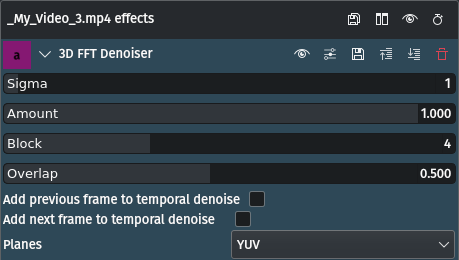 _My_Video_3.mp4 effects
a 3D FFT Denoiser
Sigma 1
Amount 1.000
Block 4
Overlap 0.500
Add previous frame to temporal denoise
Add next frame to temporal denoise
Planes YUV